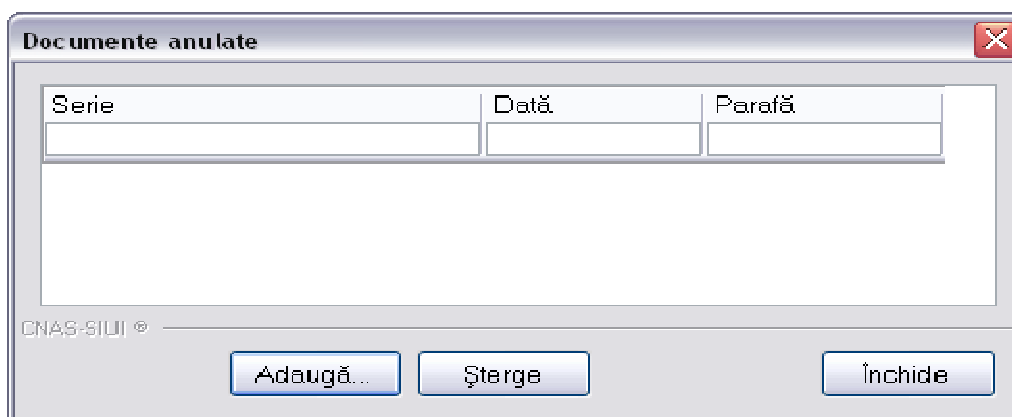 Documente anulate
Serie Dată Parafă
CNAS-SIUI ®
Adaugă... Şterge Închide